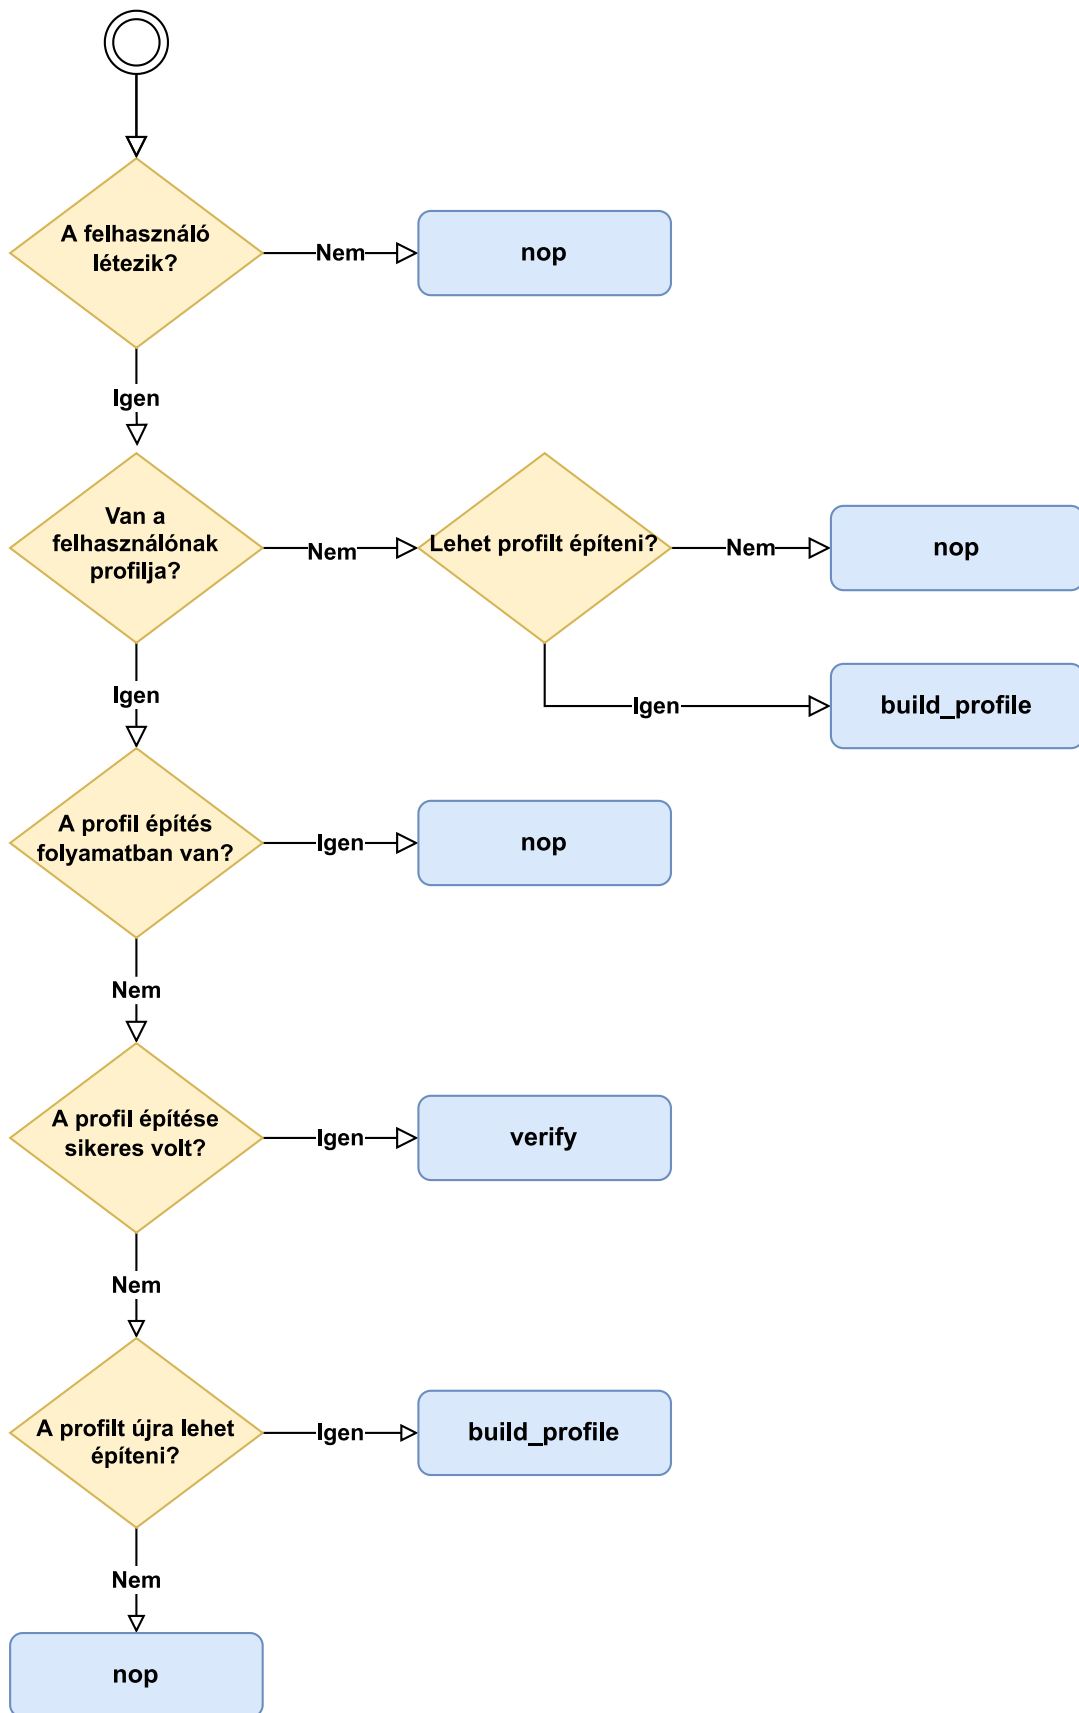 A felhasználó
létezik?
Nem
nop
Igen
Van a
felhasználónak
profilja?
Nem
Lehet profilt építeni?
Nem
nop
Igen
build_profile
Igen
A profil építés
folyamatban van?
Igen
nop
Nem
A profil építése
sikeres volt?
Igen
verify
Nem
A profilt újra lehet
építeni?
Igen
build_profile
Nem
nop